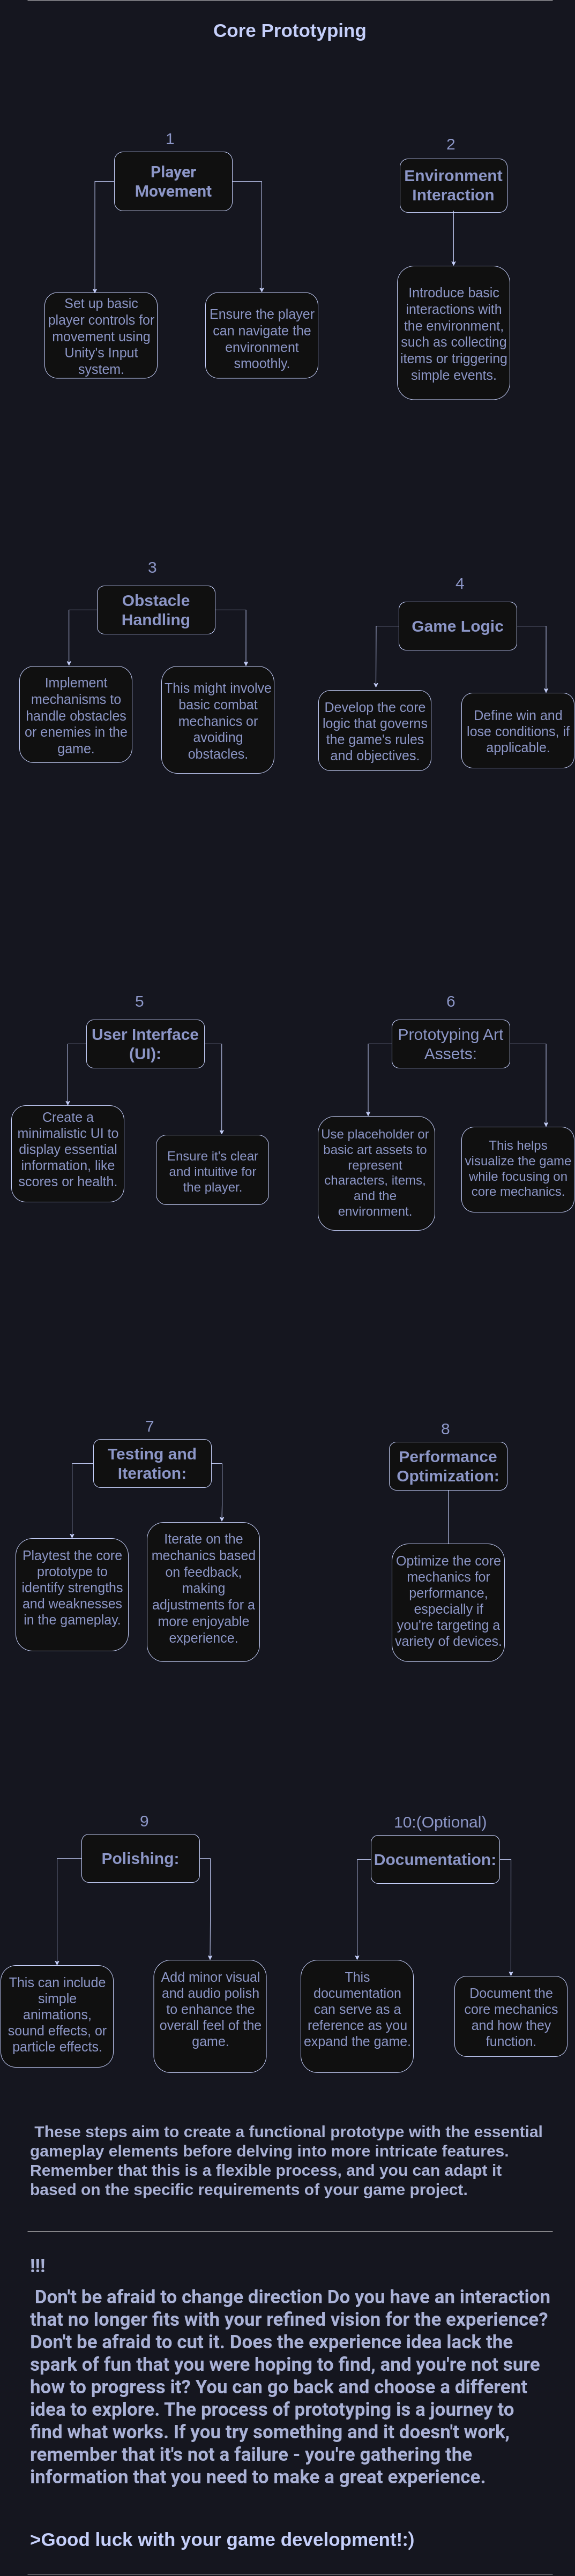 Core Prototyping
1
Player
Movement
Set up basic
player controls for
movement using
Unity's Input
system.
Ensure the player
can navigate the
environment
smoothly.
2
Environment
Interaction
Introduce basic
interactions with
the environment,
such as collecting
items or triggering
simple events.
3
Obstacle
Handling
Implement
mechanisms to
handle obstacles
or enemies in the
game.
This might involve
basic combat
mechanics or
avoiding
obstacles.
4
Game Logic
Develop the core
logic that governs
the game's rules
and objectives.
Define win and
lose conditions, if
applicable.
5
User Interface
(UI):
Create a
minimalistic UI to
display essential
information, like
scores or health.
Ensure it's clear
and intuitive for
the player.
6
Prototyping Art
Assets:
Use placeholder or
basic art assets to
represent
characters, items,
and the
environment.
This helps
visualize the game
while focusing on
core mechanics.
7
Testing and
Iteration:
Playtest the core
prototype to
identify strengths
and weaknesses
in the gameplay.
Iterate on the
mechanics based
on feedback,
making
adjustments for a
more enjoyable
experience.
8
Performance
Optimization:
Optimize the core
mechanics for
performance,
especially if
you're targeting a
variety of devices.
9
Polishing:
This can include
simple
animations,
sound effects, or
particle effects.
Add minor visual
and audio polish
to enhance the
overall feel of the
game.
10:(Optional)
Documentation:
This
documentation
can serve as a
reference as you
expand the game.
Document the
core mechanics
and how they
function.
These steps aim to create a functional prototype with the essential
gameplay elements before delving into more intricate features.
Remember that this is a flexible process, and you can adapt it
based on the specific requirements of your game project.
!!!
Don't be afraid to change direction Do you have an interaction
that no longer fits with your refined vision for the experience?
Don't be afraid to cut it. Does the experience idea lack the
spark of fun that you were hoping to find, and you're not sure
how to progress it? You can go back and choose a different
idea to explore. The process of prototyping is a journey to
find what works. If you try something and it doesn't work,
remember that it's not a failure - you're gathering the
information that you need to make a great experience.
>Good luck with your game development!:)